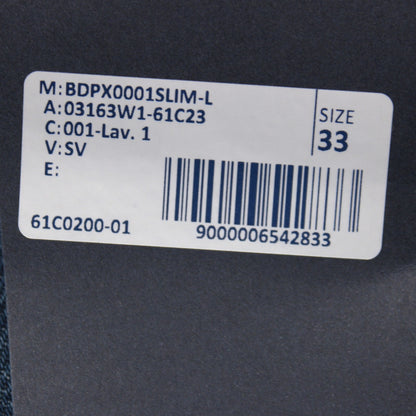 M:BDPX0001SLIM-L
A:03163W1-61C23
C:001-Lav. 1
V:SV
E:
SIZE
33
61C0200-01
9000006542833